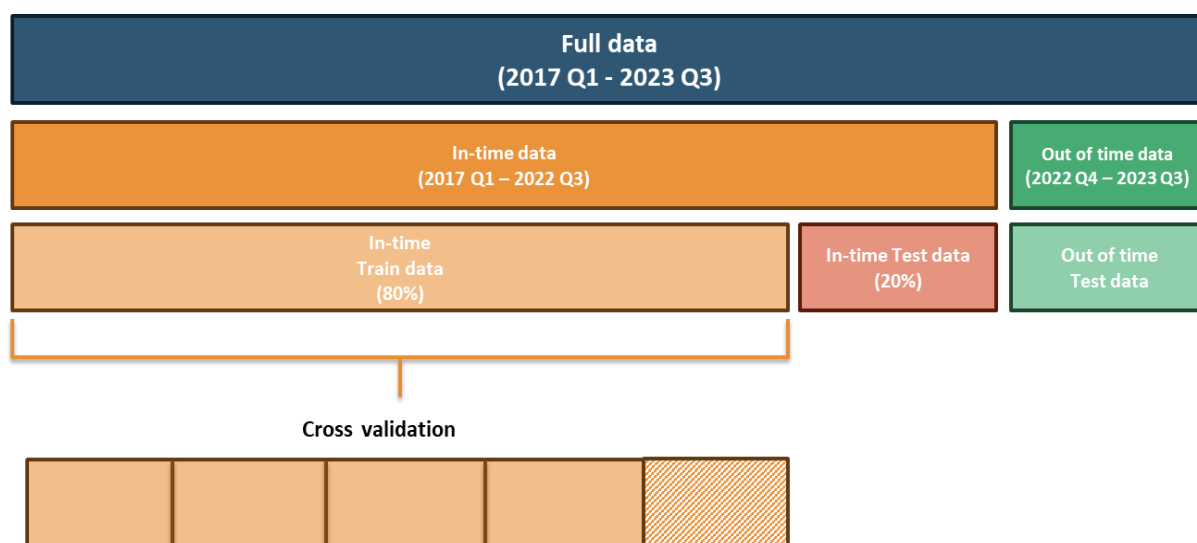 Full data
(2017 Q1 - 2023 Q3)
In-time data
(2017 Q1 – 2022 Q3)
Out of time data
(2022 Q4 – 2023 Q3)
In-time
Train data
(80%)
In-time Test data
(20%)
Out of time
Test data
Cross validation